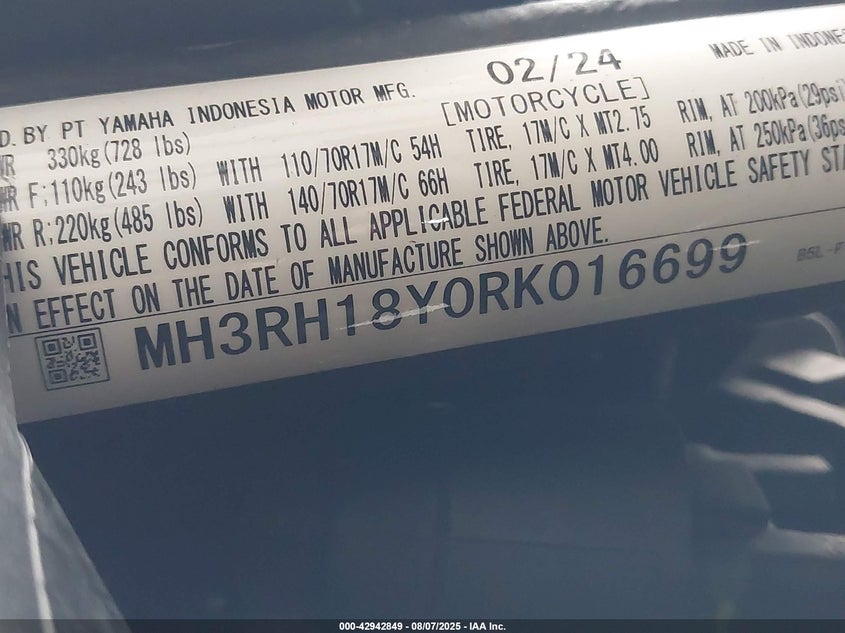 02/24
MADE IN INDONE
D. BY PT YAMAHA INDONESIA MOTOR MFG.
[MOTORCYCLE]
WR 330kg(728 lbs)
WR F:110kg(243 lbs) WITH 110/70R17M/C 54H TIRE, 17M/C X MT2.75 RIM, AT 200kPa(29psi)
WR R:220kg(485 lbs) WITH 140/70R17M/C 66H TIRE, 17M/C X MT4.00 RIM, AT 250kPa(36ps
HIS VEHICLE CONFORMS TO ALL APPLICABLE FEDERAL MOTOR VEHICLE SAFETY STA
N EFFECT ON THE DATE OF MANUFACTURE SHOWN ABOVE.
MH3RH18Y0RK016699
B5L-F
000-42942849 - 08/07/2025 - IAA Inc.